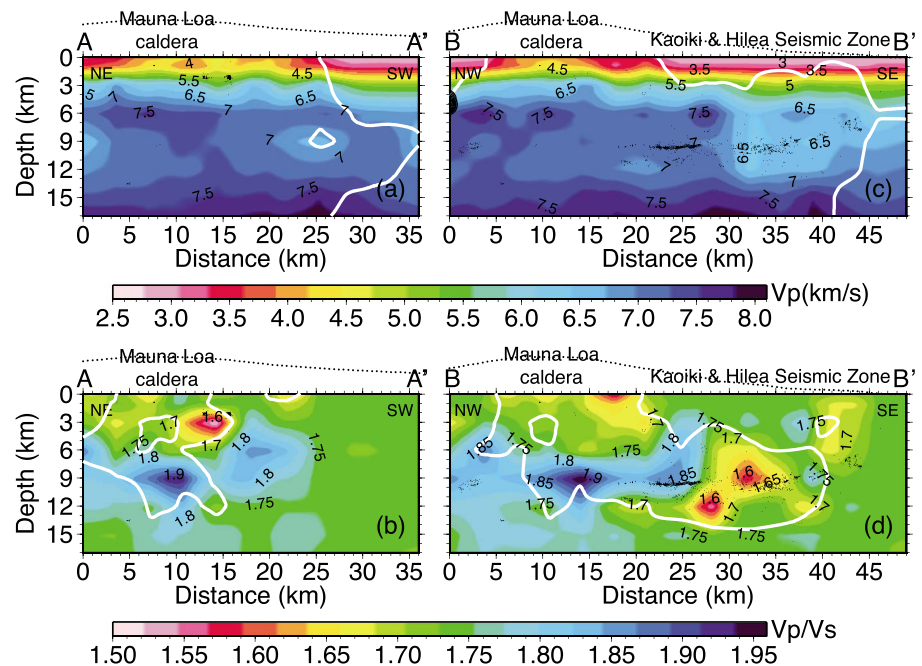 Mauna Loa
caldera
A A'
NE SW
4
5.5 4.5
5 7 6.5 6.5
7.5 7 7
7
7
7.5
(a)
0
3
6
9
12
15
Depth (km)
0 5 10 15 20 25 30 35
Distance (km)
Mauna Loa
caldera
Kaoiki & Hilea Seismic Zone
B B'
NW SE
4.5 3.5 3 3.5
5.5 5
6.5 6.5
7.5 7.5 7.5
7 6.5 6.5
7
7
7.5 7.5 7.5
(c)
0 5 10 15 20 25 30 35 40 45
Distance (km)
Vp(km/s)
2.5 3.0 3.5 4.0 4.5 5.0 5.5 6.0 6.5 7.0 7.5 8.0
Mauna Loa
caldera
A A'
NE SW
1.7 1.6
1.75 1.7 1.8 1.75
1.8
1.9 1.8
1.75
1.8
(b)
0
3
6
9
12
15
Depth (km)
0 5 10 15 20 25 30 35
Distance (km)
Mauna Loa
caldera
Kaoiki & Hilea Seismic Zone
B B'
NW SE
1.7 1.75 1.75
1.8 1.7 1.7
1.85 1.75
1.8
1.85 1.9 1.85 1.6 1.65 1.75
1.75 1.7 1.6 1.7 1.7
1.75 1.75
(d)
0 5 10 15 20 25 30 35 40 45
Distance (km)
Vp/Vs
1.50 1.55 1.60 1.65 1.70 1.75 1.80 1.85 1.90 1.95